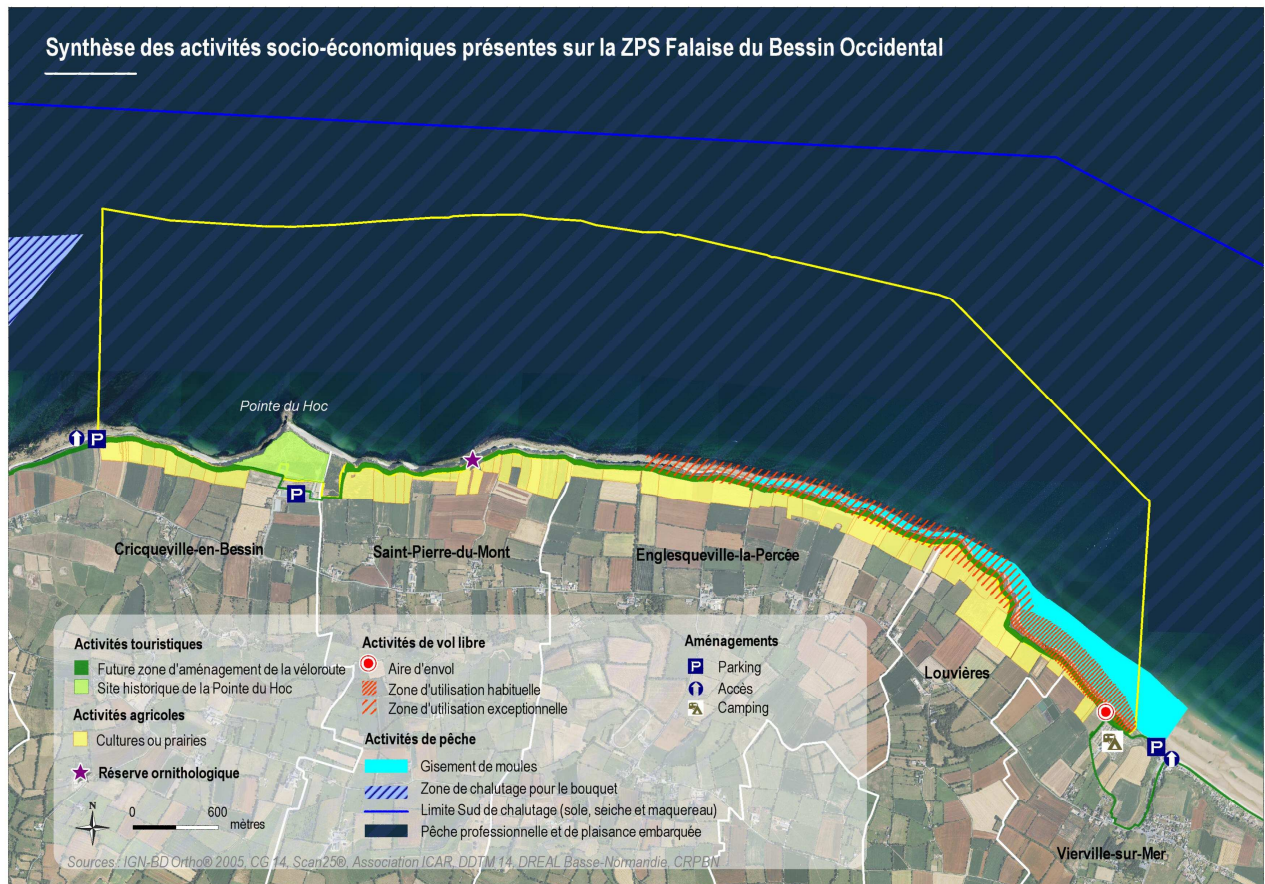 Synthèse des activités socio-économiques présentes sur la ZPS Falaise du Bessin Occidental
Pointe du Hoc
P
P
Cricqueville-en-Bessin
Saint-Pierre-du-Mont
Englesqueville-la-Percée
Louvières
P
Vierville-sur-Mer
Activités touristiques
Future zone d'aménagement de la véloroute
Site historique de la Pointe du Hoc
Activités agricoles
Cultures ou prairies
Réserve ornithologique
N
0 600
mètres
Activités de vol libre
Aire d'envol
Zone d'utilisation habituelle
Zone d'utilisation exceptionnelle
Activités de pêche
Gisement de moules
Zone de chalutage pour le bouquet
Limite Sud de chalutage (sole, seiche et maquereau)
Pêche professionnelle et de plaisance embarquée
Aménagements
P Parking
Accès
Camping
Sources : IGN-BD Ortho® 2005, CG 14, Scan25®, Association ICAR, DDTM 14, DREAL Basse-Normandie, CRPBN